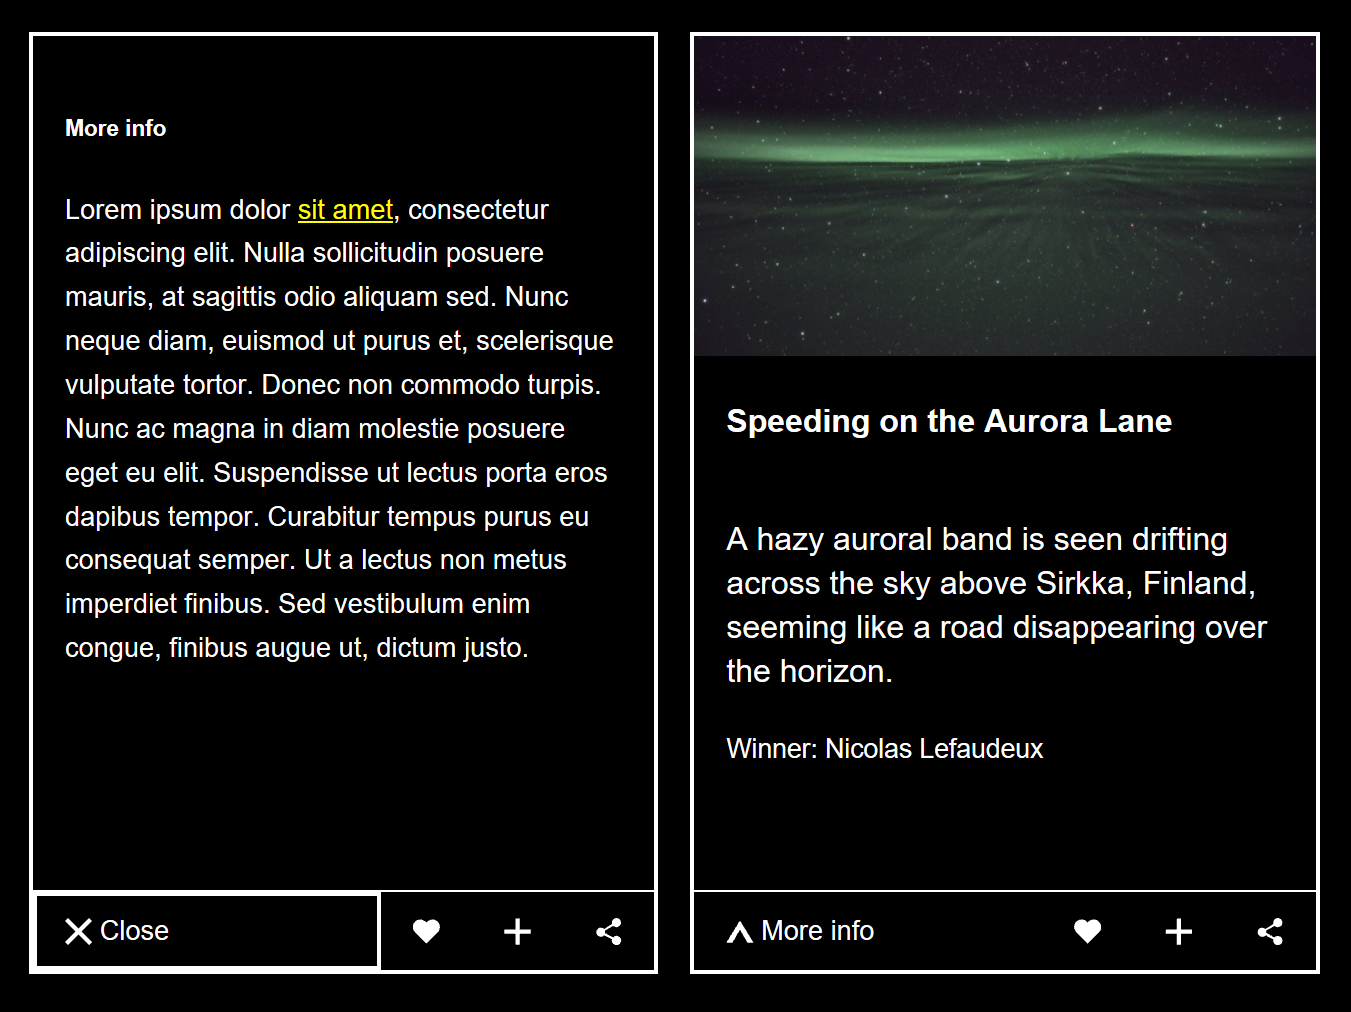 More info
Lorem ipsum dolor sit amet, consectetur
adipiscing elit. Nulla sollicitudin posuere
mauris, at sagittis odio aliquam sed. Nunc
neque diam, euismod ut purus et, scelerisque
vulputate tortor. Donec non commodo turpis.
Nunc ac magna in diam molestie posuere
eget eu elit. Suspendisse ut lectus porta eros
dapibus tempor. Curabitur tempus purus eu
consequat semper. Ut a lectus non metus
imperdiet finibus. Sed vestibulum enim
congue, finibus augue ut, dictum justo.
Close
Speeding on the Aurora Lane
A hazy auroral band is seen drifting
across the sky above Sirkka, Finland,
seeming like a road disappearing over
the horizon.
Winner: Nicolas Lefaudeux
More info